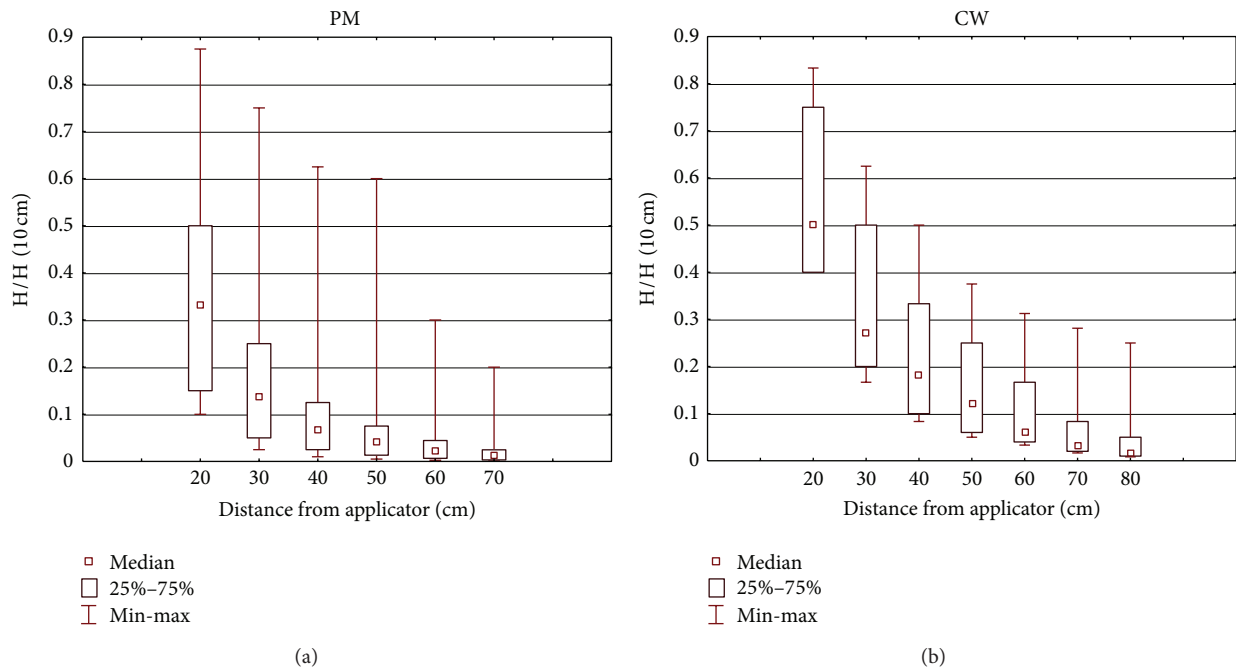 PM
0.9
0.8
0.7
0.6
0.5
0.4
0.3
0.2
0.1
0
H/H (10 cm)
20 30 40 50 60 70
Distance from applicator (cm)
Median
25%–75%
Min-max
(a)
CW
0.9
0.8
0.7
0.6
0.5
0.4
0.3
0.2
0.1
0
H/H (10 cm)
20 30 40 50 60 70 80
Distance from applicator (cm)
Median
25%–75%
Min-max
(b)